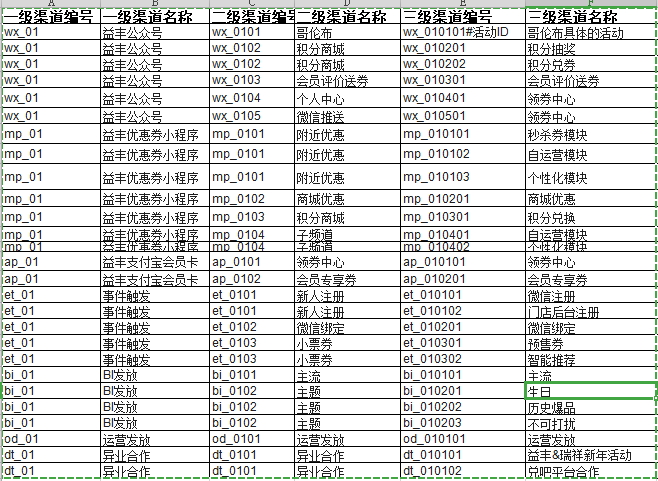 A B C D E F
一级渠道编号 一级渠道名称 二级渠道编号 二级渠道名称 三级渠道编号 三级渠道名称
wx_01 益丰公众号 wx_0101 哥伦布 wx_010101#活动ID 哥伦布具体的活动
wx_01 益丰公众号 wx_0102 积分商城 wx_010201 积分抽奖
wx_01 益丰公众号 wx_0102 积分商城 wx_010202 积分兑券
wx_01 益丰公众号 wx_0103 会员评价送券 wx_010301 会员评价送券
wx_01 益丰公众号 wx_0104 个人中心 wx_010401 领券中心
wx_01 益丰公众号 wx_0105 微信推送 wx_010501 领券中心
mp_01 益丰优惠券小程序 mp_0101 附近优惠 mp_010101 秒杀券模块
mp_01 益丰优惠券小程序 mp_0101 附近优惠 mp_010102 自运营模块
mp_01 益丰优惠券小程序 mp_0101 附近优惠 mp_010103 个性化模块
mp_01 益丰优惠券小程序 mp_0102 商城优惠 mp_010201 商城优惠
mp_01 益丰优惠券小程序 mp_0103 积分商城 mp_010301 积分兑换
mp_01 益丰优惠券小程序 mp_0104 子频道 mp_010401 自运营模块
mp_01 益丰优惠券小程序 mp_0104 子频道 mp_010402 个性化模块
ap_01 益丰支付宝会员卡 ap_0101 领券中心 ap_010101 领券中心
ap_01 益丰支付宝会员卡 ap_0102 会员专享券 ap_010201 会员专享券
et_01 事件触发 et_0101 新人注册 et_010101 微信注册
et_01 事件触发 et_0101 新人注册 et_010102 门店后台注册
et_01 事件触发 et_0102 微信绑定 et_010201 微信绑定
et_01 事件触发 et_0103 小票券 et_010301 预售券
et_01 事件触发 et_0103 小票券 et_010302 智能推荐
bi_01 BI发放 bi_0101 主流 bi_010101 主流
bi_01 BI发放 bi_0102 主题 bi_010201 生日
bi_01 BI发放 bi_0102 主题 bi_010202 历史爆品
bi_01 BI发放 bi_0102 主题 bi_010203 不可打扰
od_01 运营发放 od_0101 运营发放 od_010101 运营发放
dt_01 异业合作 dt_0101 异业合作 dt_010101 益丰&瑞祥新年活动
dt_01 异业合作 dt_0101 异业合作 dt_010102 兑吧平台合作